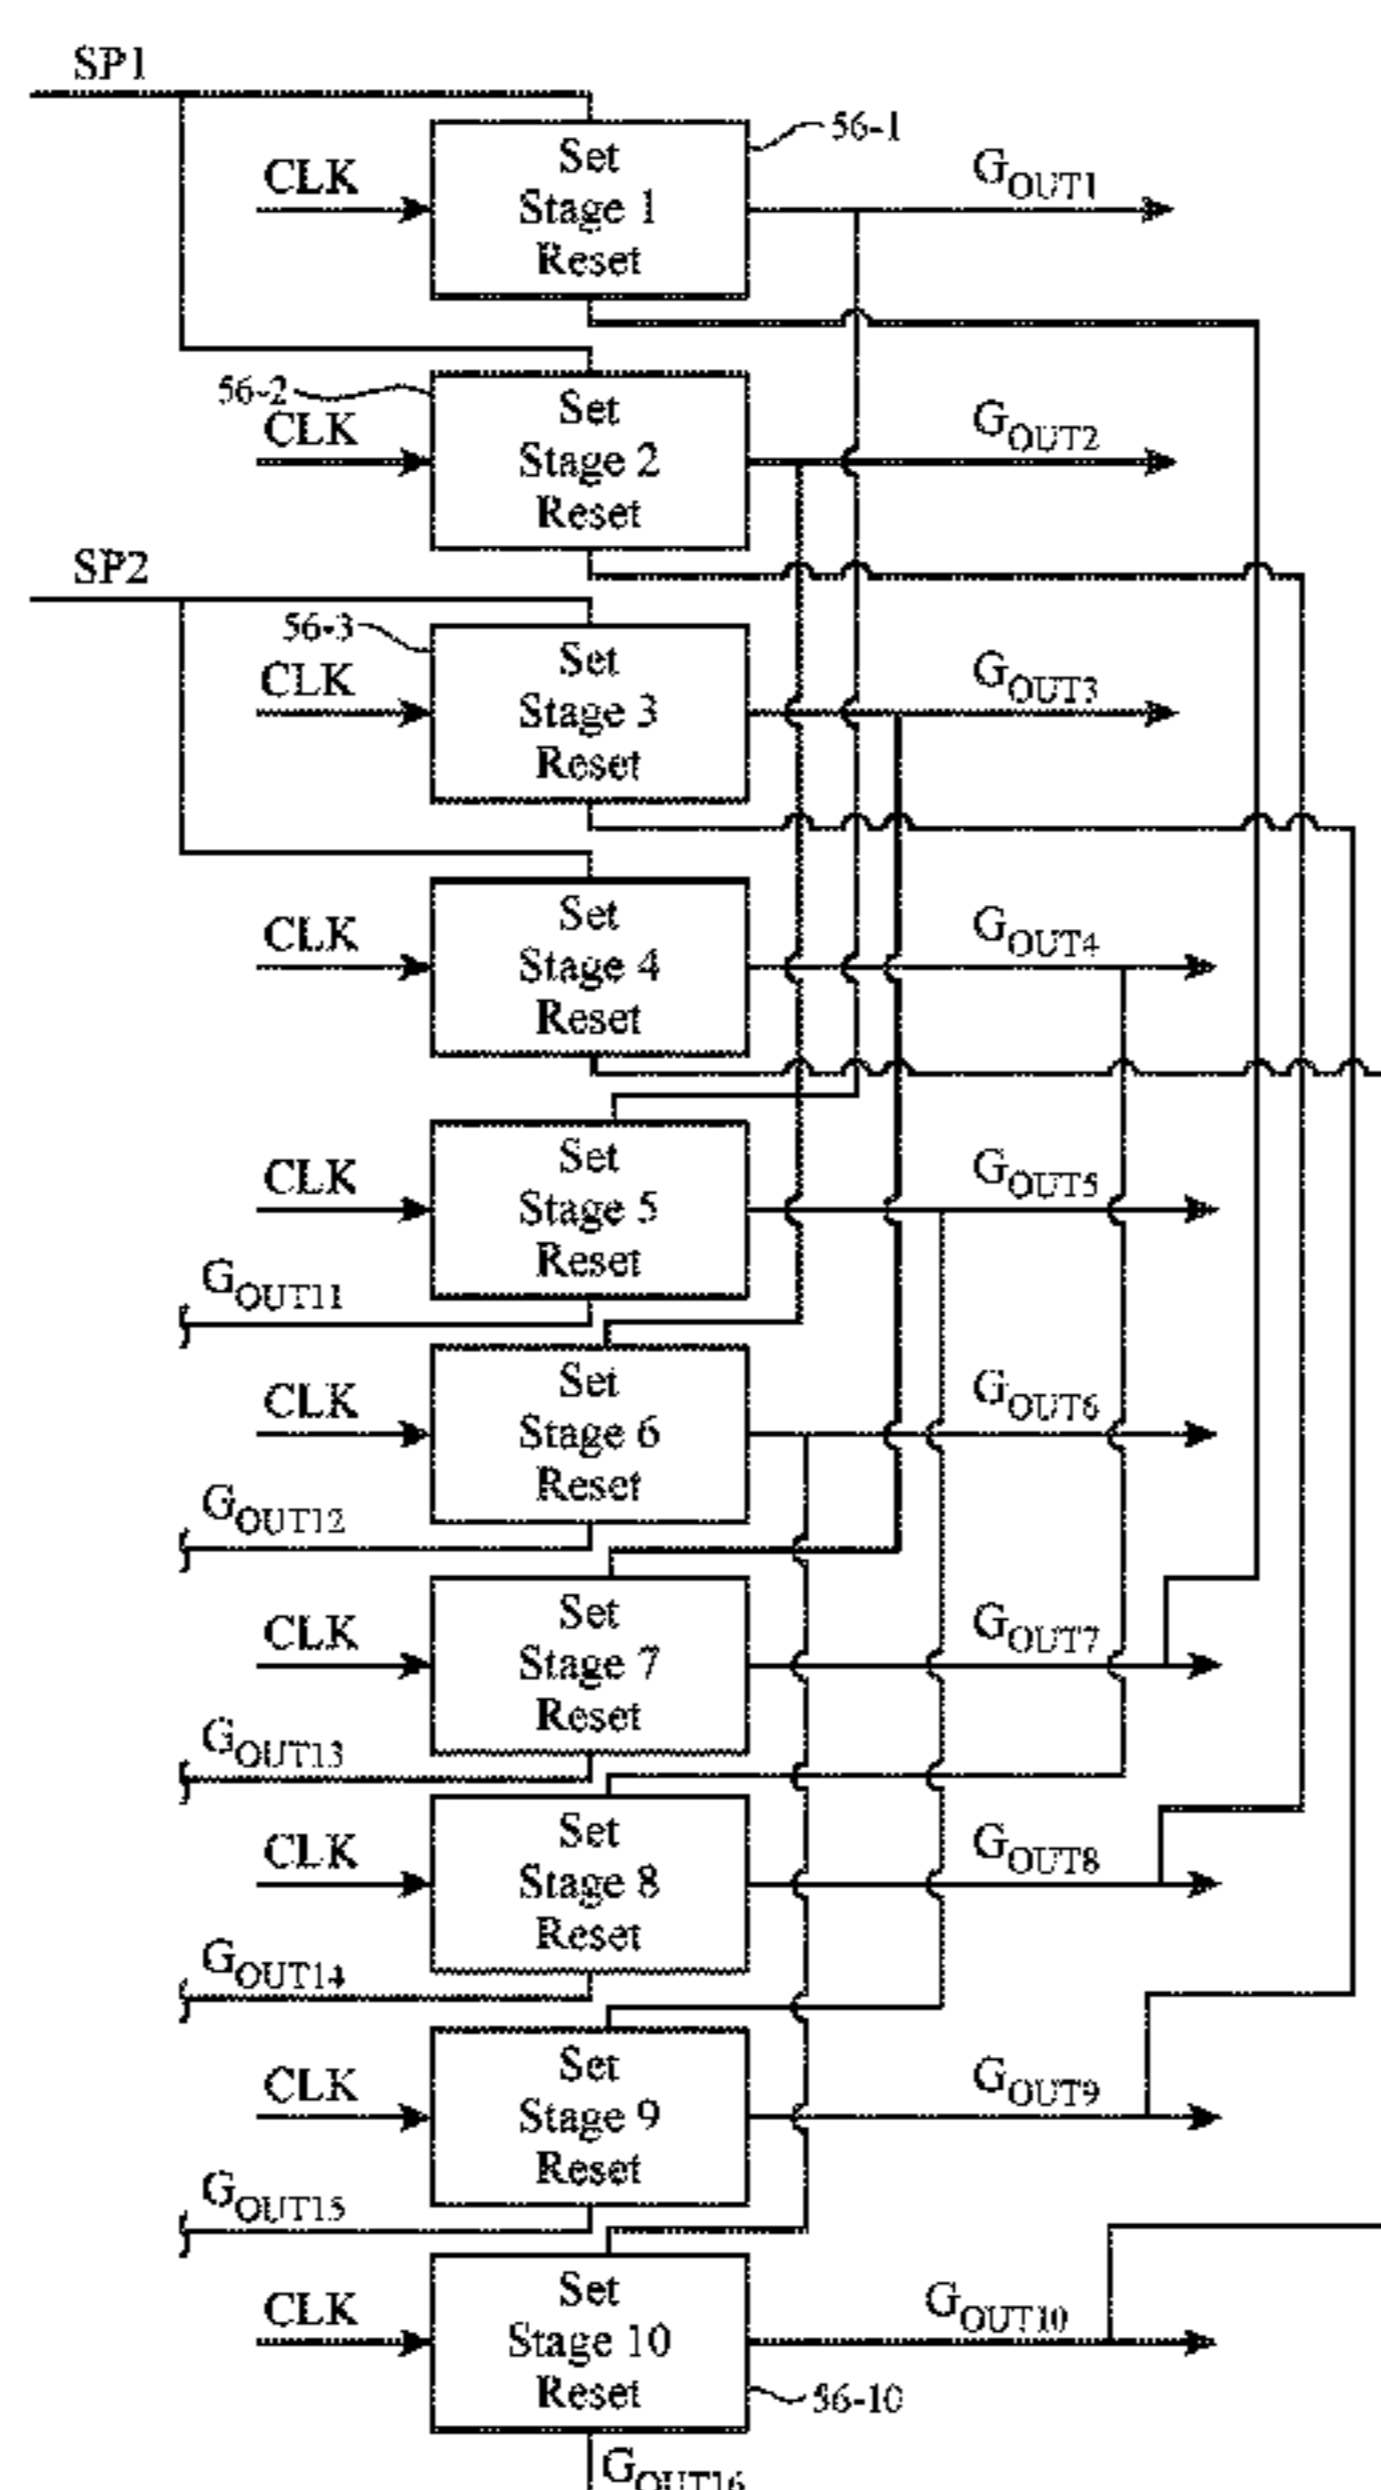 SP1
56-1
CLK
Set
Stage 1
Reset
GOUT1
56-2
CLK
Set
Stage 2
Reset
GOUT2
SP2
56-3
CLK
Set
Stage 3
Reset
GOUT3
CLK
Set
Stage 4
Reset
GOUT4
CLK
Set
Stage 5
Reset
GOUT5
GOUT11
CLK
Set
Stage 6
Reset
GOUT6
GOUT12
CLK
Set
Stage 7
Reset
GOUT7
GOUT13
CLK
Set
Stage 8
Reset
GOUT8
GOUT14
CLK
Set
Stage 9
Reset
GOUT9
GOUT15
CLK
Set
Stage 10
Reset
GOUT10
56-10
GOUT16